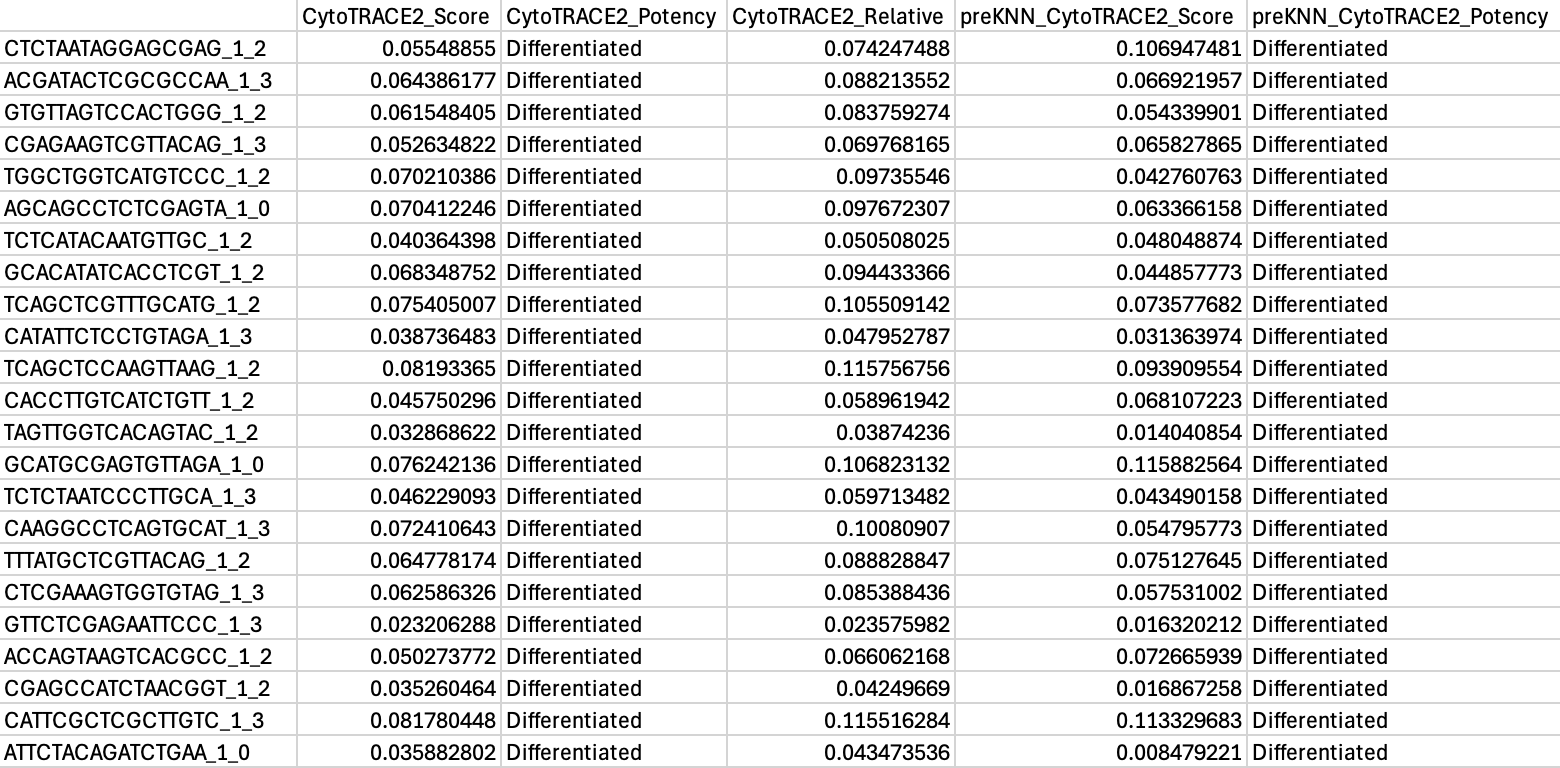 CytoTRACE2_Score CytoTRACE2_Potency CytoTRACE2_Relative preKNN_CytoTRACE2_Score preKNN_CytoTRACE2_Potency
CTCTAATAGGAGCGAG_1_2 0.05548855 Differentiated 0.074247488 0.106947481 Differentiated
ACGATACTCGCGCCAA_1_3 0.064386177 Differentiated 0.088213552 0.066921957 Differentiated
GTGTTAGTCCACTGGG_1_2 0.061548405 Differentiated 0.083759274 0.054339901 Differentiated
CGAGAAGTCGTTACAG_1_3 0.052634822 Differentiated 0.069768165 0.065827865 Differentiated
TGGCTGGTCATGTCCC_1_2 0.070210386 Differentiated 0.09735546 0.042760763 Differentiated
AGCAGCCTCTCGAGTA_1_0 0.070412246 Differentiated 0.097672307 0.063366158 Differentiated
TCTCATACAATGTTGC_1_2 0.040364398 Differentiated 0.050508025 0.048048874 Differentiated
GCACATATCACCTCGT_1_2 0.068348752 Differentiated 0.094433366 0.044857773 Differentiated
TCAGCTCGTTTGCATG_1_2 0.075405007 Differentiated 0.105509142 0.073577682 Differentiated
CATATTCTCCTGTAGA_1_3 0.038736483 Differentiated 0.047952787 0.031363974 Differentiated
TCAGCTCCAAGTTAAG_1_2 0.08193365 Differentiated 0.115756756 0.093909554 Differentiated
CACCTTGTCATCTGTT_1_2 0.045750296 Differentiated 0.058961942 0.068107223 Differentiated
TAGTTGGTCACAGTAC_1_2 0.032868622 Differentiated 0.03874236 0.014040854 Differentiated
GCATGCGAGTGTTAGA_1_0 0.076242136 Differentiated 0.106823132 0.115882564 Differentiated
TCTCTAATCCCTTGCA_1_3 0.046229093 Differentiated 0.059713482 0.043490158 Differentiated
CAAGGCCTCAGTGCAT_1_3 0.072410643 Differentiated 0.10080907 0.054795773 Differentiated
TTTATGCTCGTTACAG_1_2 0.064778174 Differentiated 0.088828847 0.075127645 Differentiated
CTCGAAAGTGGTGTAG_1_3 0.062586326 Differentiated 0.085388436 0.057531002 Differentiated
GTTCTCGAGAATTCCC_1_3 0.023206288 Differentiated 0.023575982 0.016320212 Differentiated
ACCAGTAAGTCACGCC_1_2 0.050273772 Differentiated 0.066062168 0.072665939 Differentiated
CGAGCCATCTAACGGT_1_2 0.035260464 Differentiated 0.04249669 0.016867258 Differentiated
CATTCGCTCGCTTGTC_1_3 0.081780448 Differentiated 0.115516284 0.113329683 Differentiated
ATTCTACAGATCTGAA_1_0 0.035882802 Differentiated 0.043473536 0.008479221 Differentiated